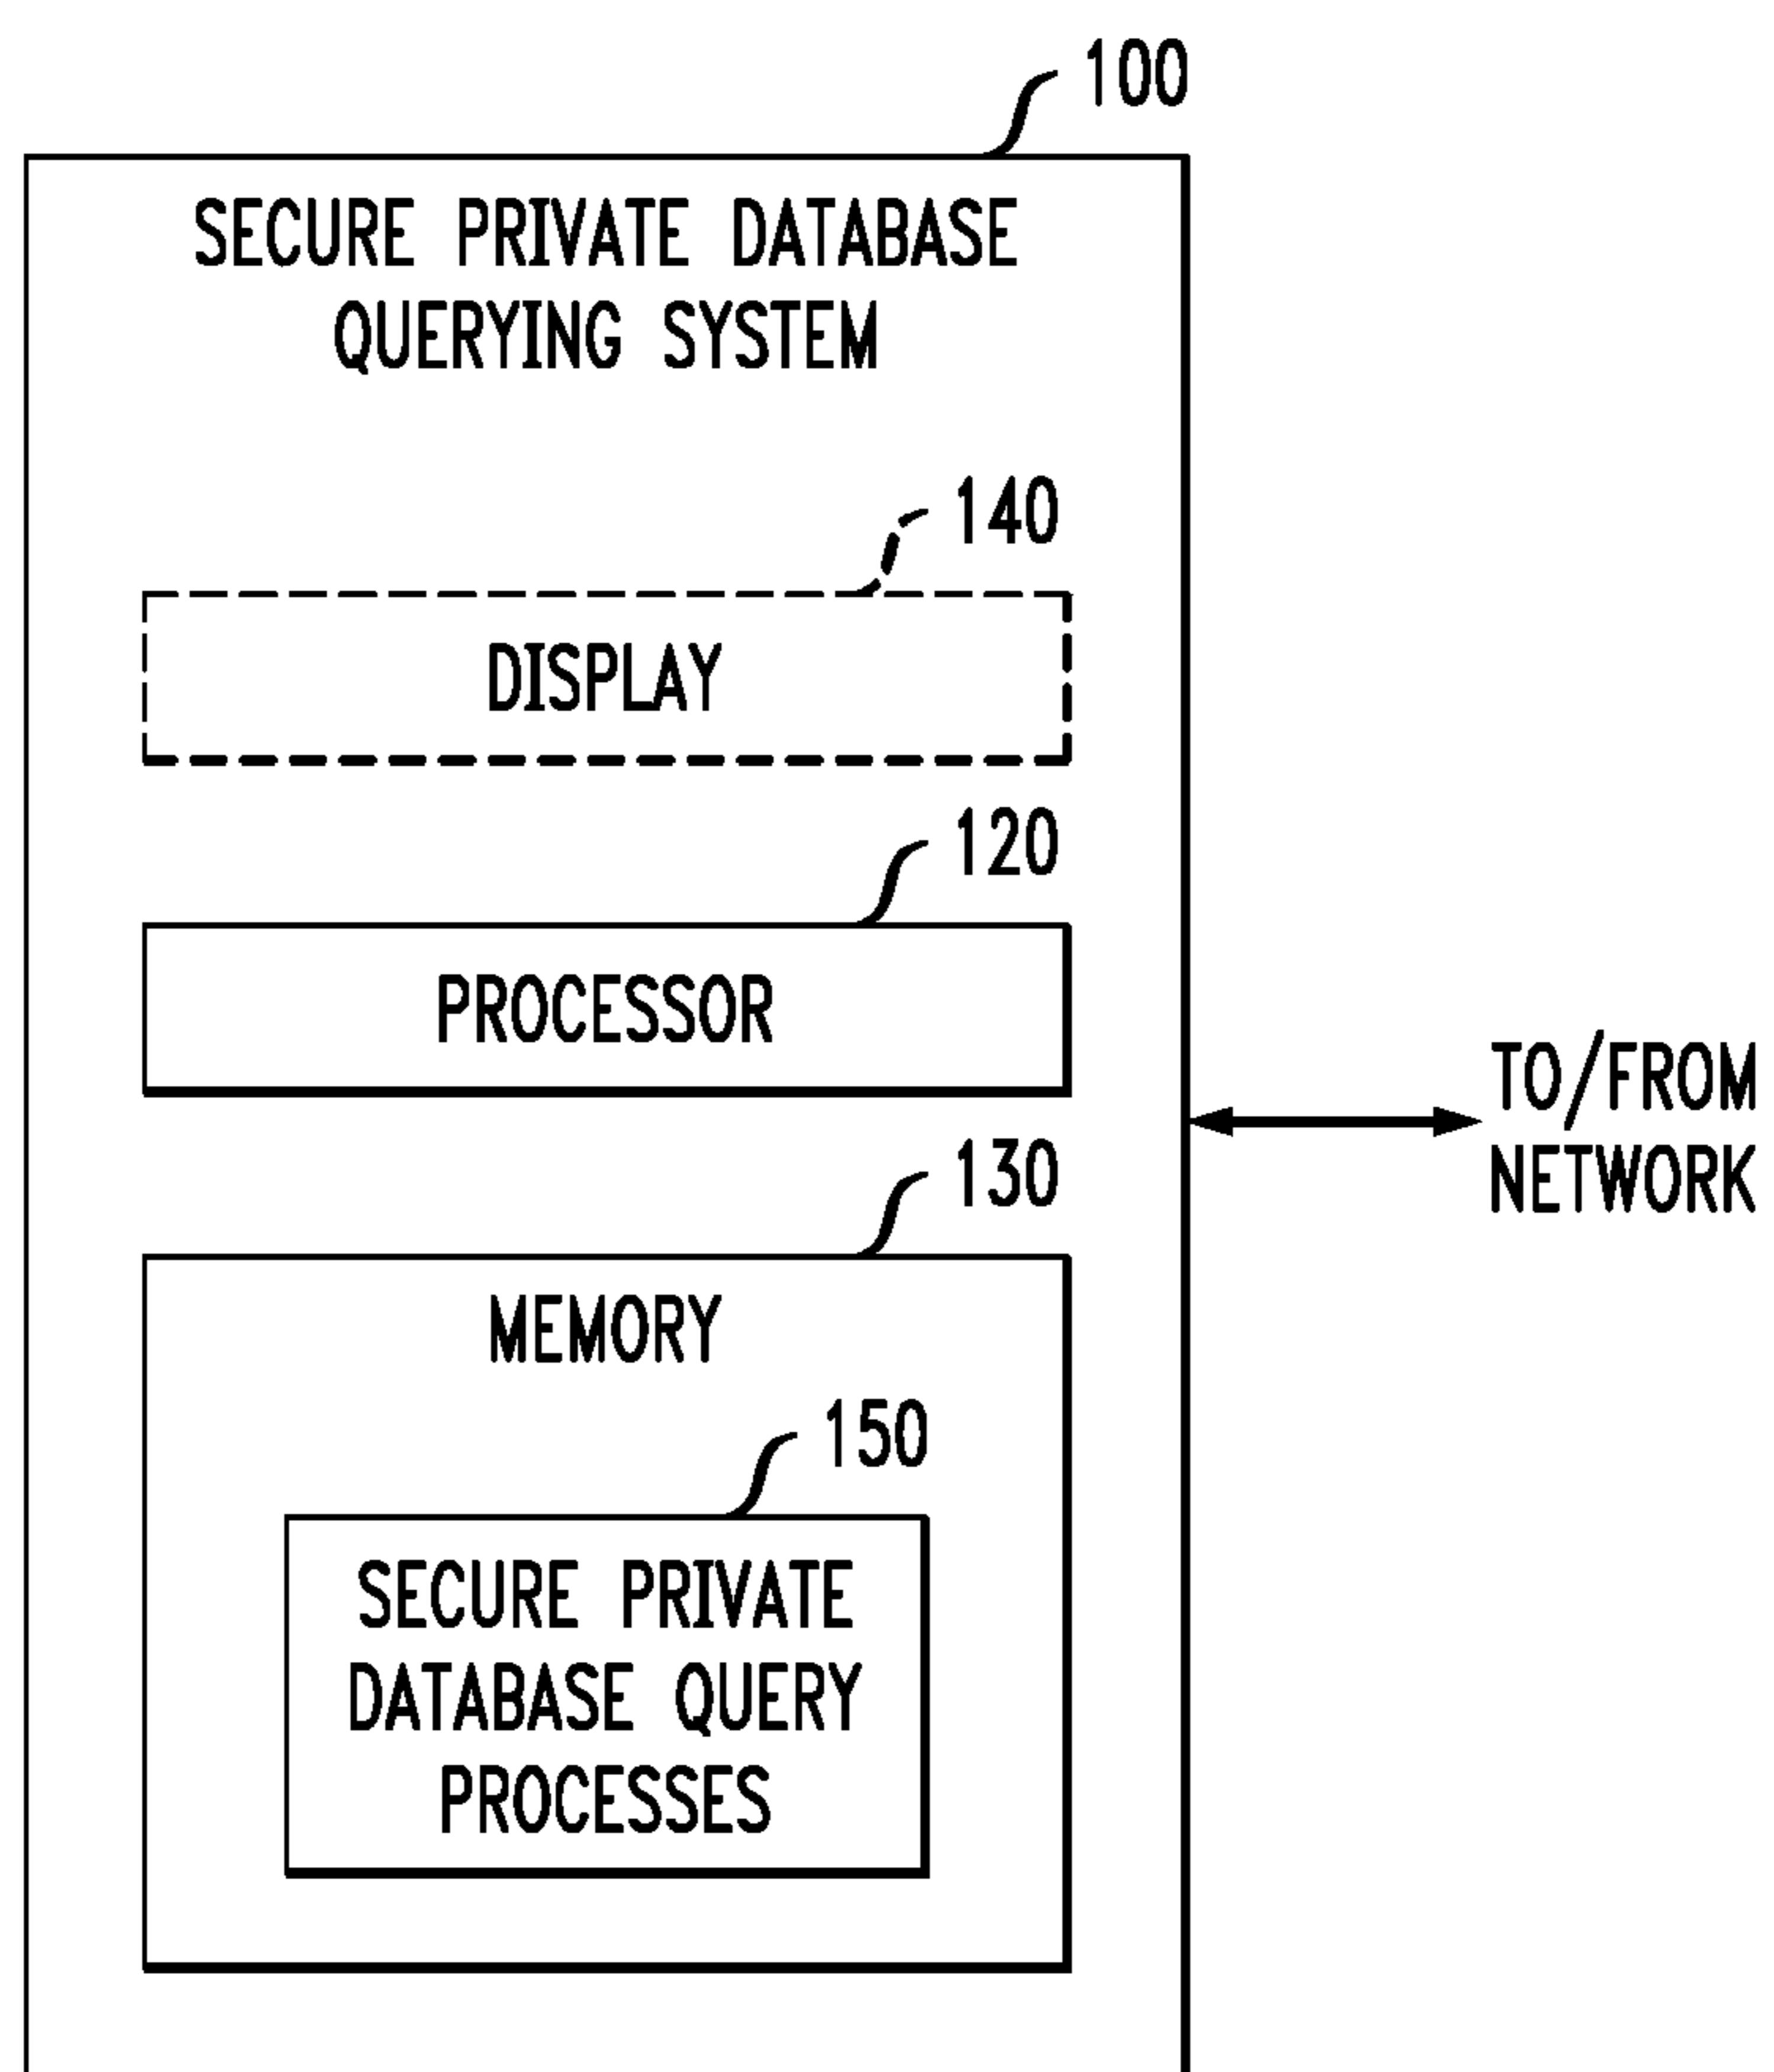 100
SECURE PRIVATE DATABASE
QUERYING SYSTEM
140
DISPLAY
120
PROCESSOR
TO/FROM
NETWORK
130
MEMORY
150
SECURE PRIVATE
DATABASE QUERY
PROCESSES